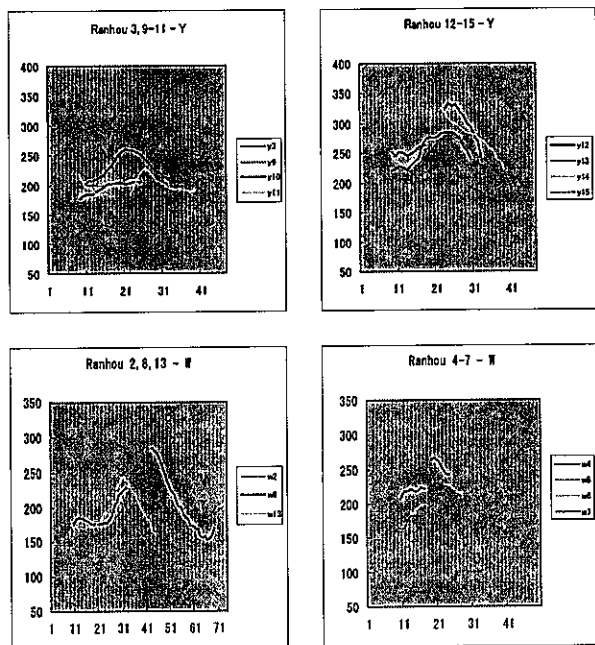 Ranhou 3,9-11 - Y
400
350
300
250
200
150
100
50
1 11 21 31 41
y3
y9
y10
y11
Ranhou 12-15 - Y
400
350
300
250
200
150
100
50
1 11 21 31 41
y12
y13
y14
y15
Ranhou 2,8,13 - W
350
300
250
200
150
100
50
1 11 21 31 41 51 61 71
w2
w8
w13
Ranhou 4-7 - W
350
300
250
200
150
100
50
1 11 21 31 41
w4
w5
w6
w7